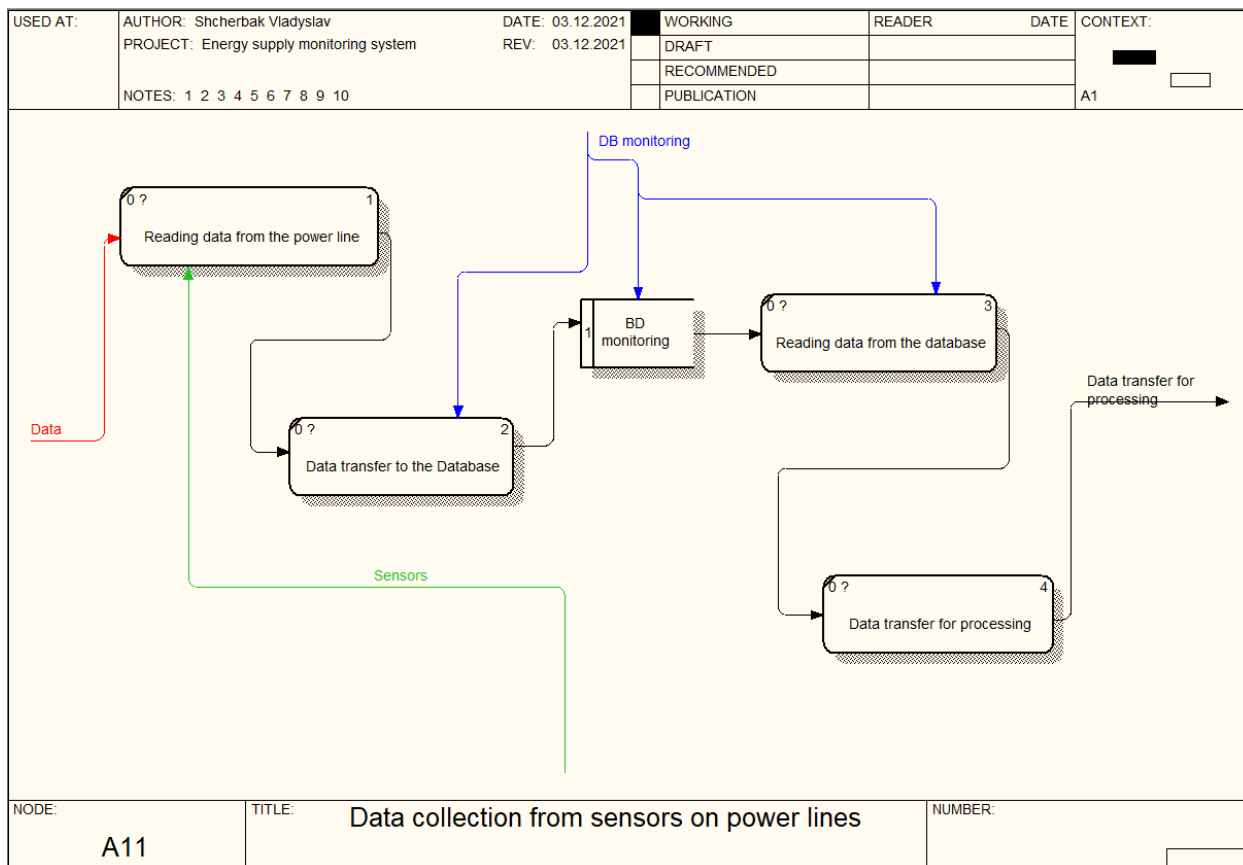 USED AT:
AUTHOR: Shcherbak Vladyslav
DATE: 03.12.2021
PROJECT: Energy supply monitoring system
REV: 03.12.2021
NOTES: 1 2 3 4 5 6 7 8 9 10
WORKING
DRAFT
RECOMMENDED
PUBLICATION
READER
DATE
CONTEXT:
A1
DB monitoring
0 ?
1
Reading data from the power line
1
BD
monitoring
0 ?
3
Reading data from the database
Data transfer for
processing
Data
0 ?
2
Data transfer to the Database
Sensors
0 ?
4
Data transfer for processing
NODE:
A11
TITLE:
Data collection from sensors on power lines
NUMBER: